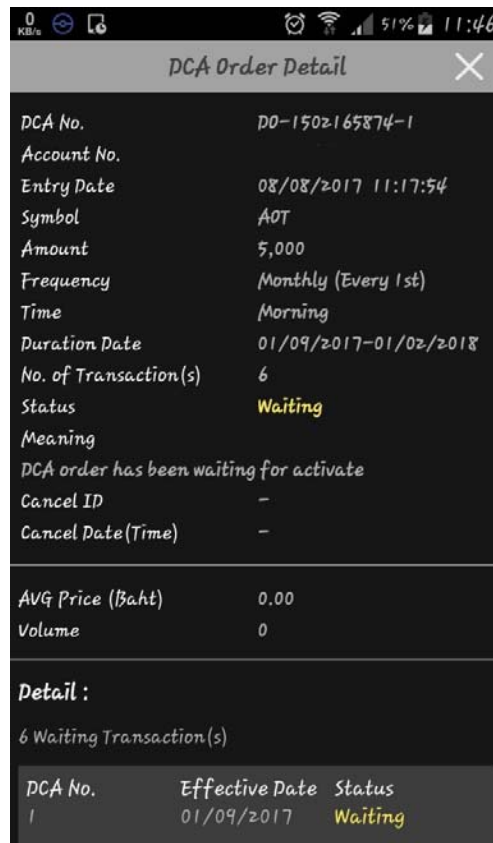 0
KB/s 51% 11:46
DCA Order Detail
DCA No. DO-1502165874-1
Account No.
Entry Date 08/08/2017 11:17:54
Symbol AOT
Amount 5,000
Frequency Monthly (Every 1st)
Time Morning
Duration Date 01/09/2017-01/02/2018
No. of Transaction(s) 6
Status Waiting
Meaning
DCA order has been waiting for activate
Cancel ID -
Cancel Date(Time) -
AVG Price (Baht) 0.00
Volume 0
Detail :
6 Waiting Transaction(s)
DCA No. Effective Date Status
1 01/09/2017 Waiting